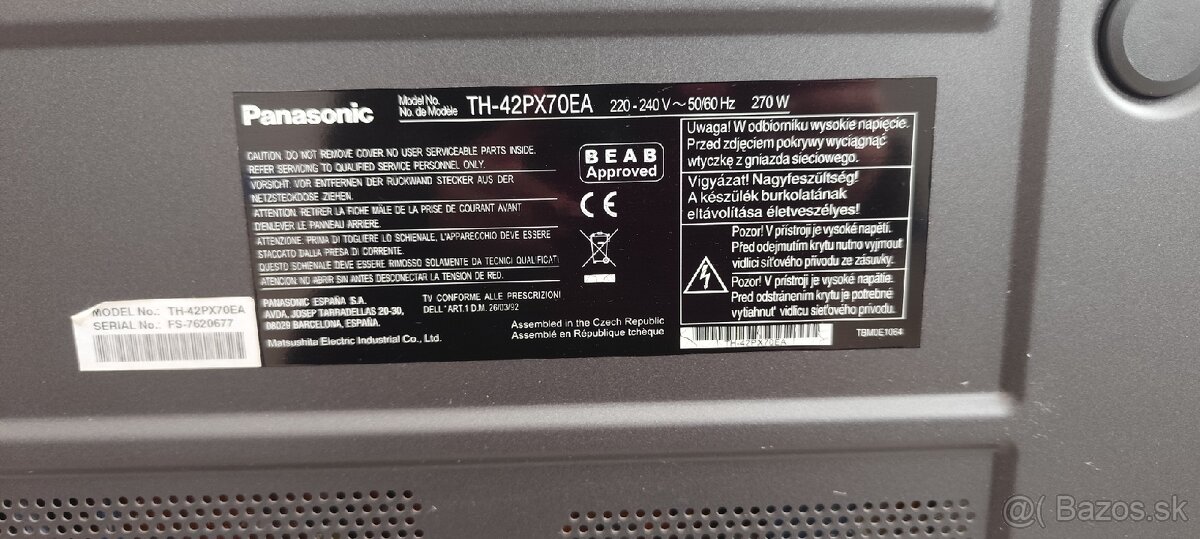 Panasonic
Model No.
No. de Modèle
TH-42PX70EA
220 - 240 V ~ 50/60 Hz
270 W
CAUTION, DO NOT REMOVE COVER. NO USER SERVICEABLE PARTS INSIDE.
REFER SERVICING TO QUALIFIED SERVICE PERSONNEL ONLY.
VORSICHT. VOR ENTFERNEN DER RUCKWAND STECKER AUS DER
NETZSTECKDOSE ZIEHEN.
ATTENTION: RETIRER LA FICHE MÂLE DE LA PRISE DE COURANT AVANT
D'ENLEVER LE PANNEAU ARRIERE.
ATTENZIONE. PRIMA DI TOGLIERE LO SCHIENALE, L'APPARECCHIO DEVE ESSERE
STACCATO DALLA PRESA DI CORRENTE.
QUESTO SCHIENALE DEVE ESSERE RIMOSSO SOLAMENTE DA TECNICI QUALIFICATI
ATENCION: NO ABRIR SIN ANTES DESCONECTAR LA TENSION DE RED.
PANASONIC ESPAÑA S.A.
AVDA. JOSEP TARRADELLAS 20-30,
08029 BARCELONA, ESPAÑA.
Matsushita Electric Industrial Co., Ltd.
TV CONFORME ALLE PRESCRIZIONI
DELL'ART.1 D.M. 26/03/92
Assembled in the Czech Republic
Assemblé en République tchèque
BEAB
Approved
CE
Uwaga! W odbiorniku wysokie napięcie.
Przed zdjęciem pokrywy wyciągnąć
wtyczkę z gniazda sieciowego.
Vigyázat! Nagyfeszültség!
A készülék burkolatának
eltávolítása életveszélyes!
Pozor! V přístroji je vysoké napětí.
Před odejmutím krytu nutno vyjmout
vidlici síťového přívodu ze zásuvky.
Pozor! V prístroji je vysoké napätie.
Pred odstránením krytu je potrebné
vytiahnuť vidlicu sieťového prívodu.
TH-42PX70EA
TBM0E1064
MODEL No.: TH-42PX70EA
SERIAL No.: FS-7620677
@( Bazos.sk